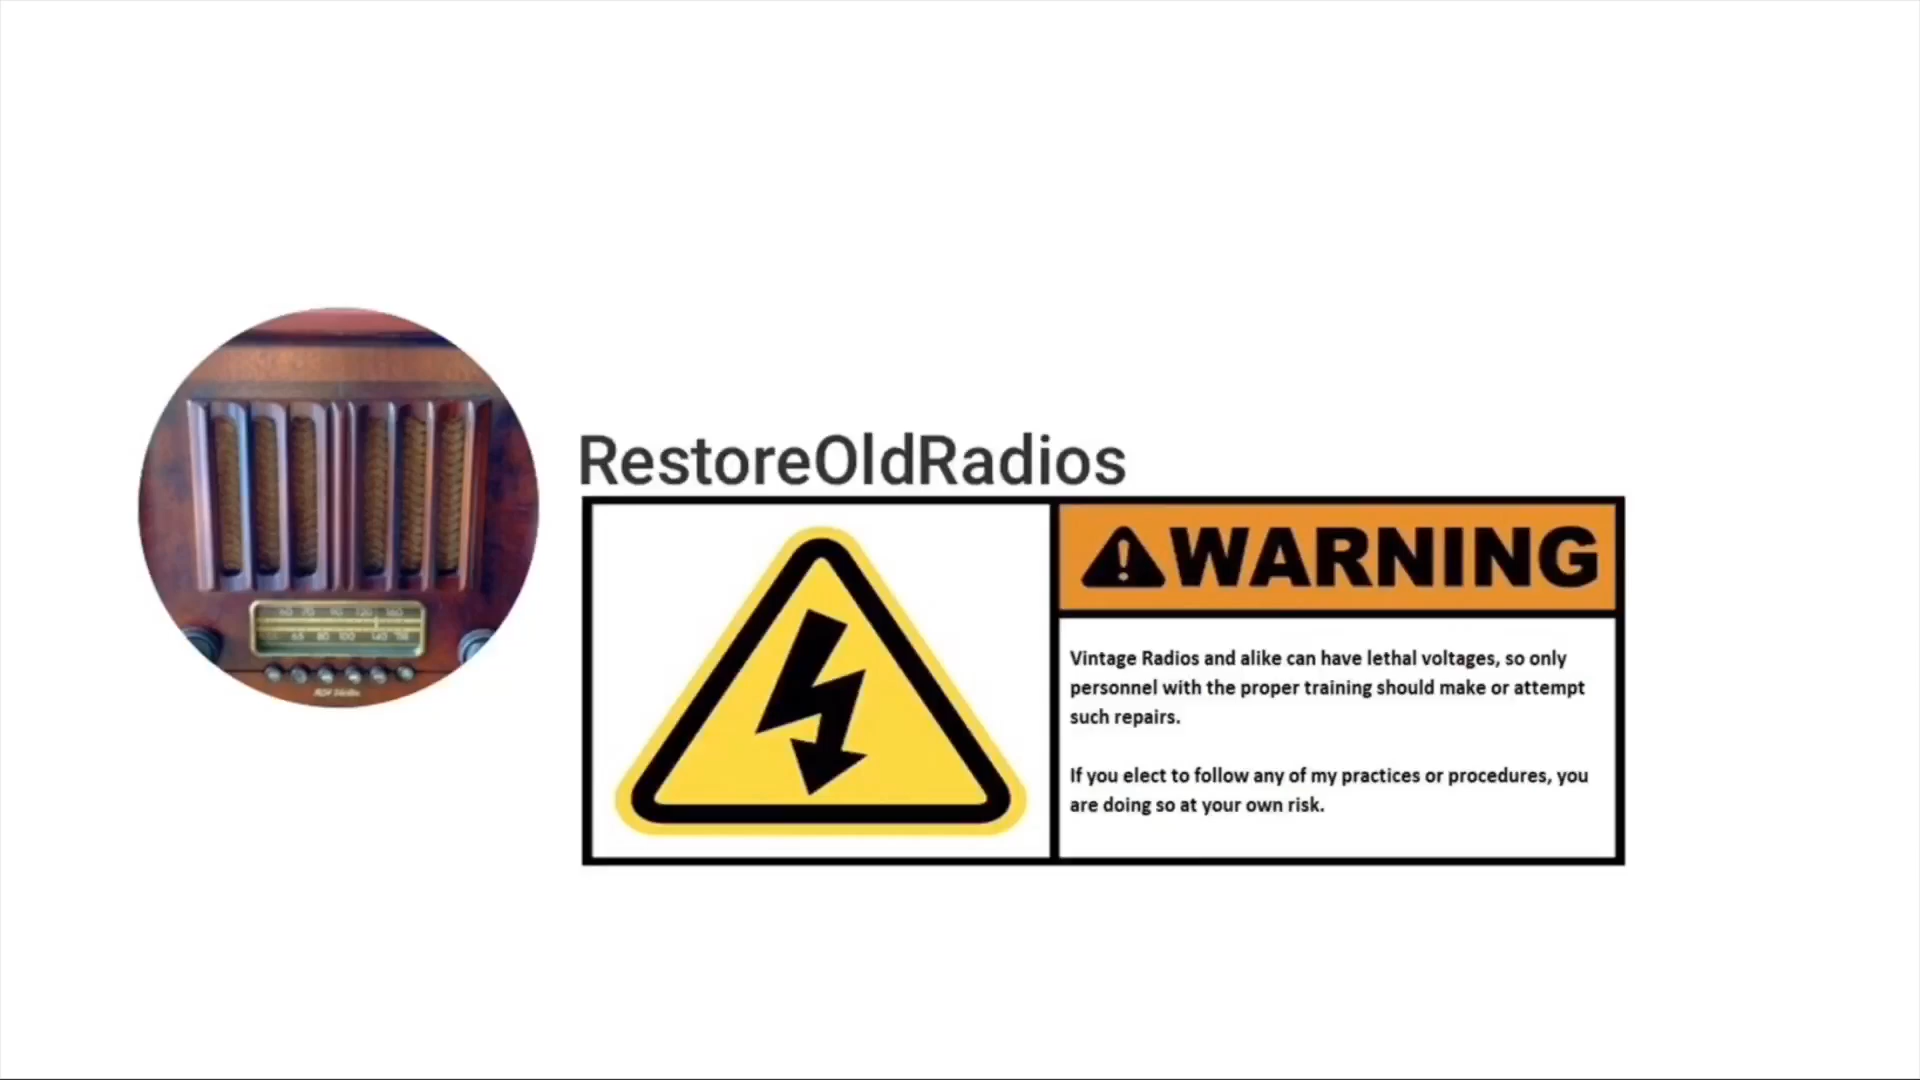 RestoreOldRadios
WARNING
Vintage Radios and alike can have lethal voltages, so only
personnel with the proper training should make or attempt
such repairs.
If you elect to follow any of my practices or procedures, you
are doing so at your own risk.